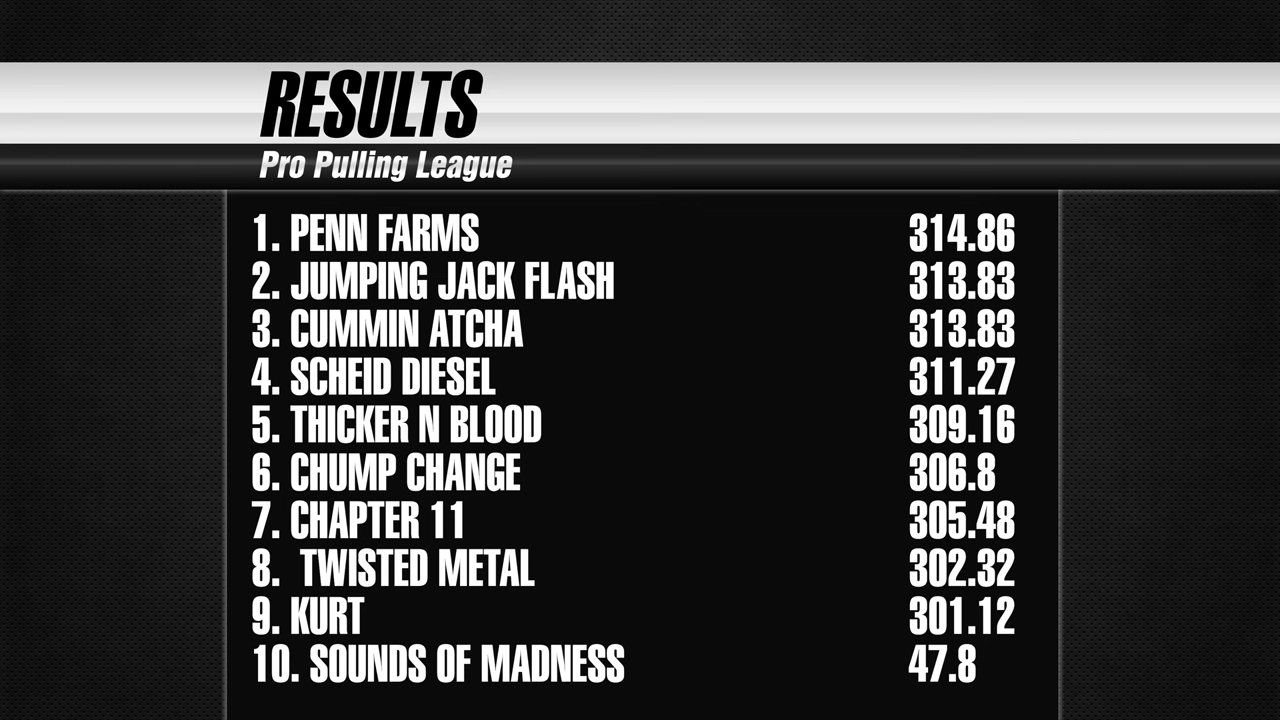 RESULTS
Pro Pulling League
1. PENN FARMS 314.86
2. JUMPING JACK FLASH 313.83
3. CUMMIN ATCHA 313.83
4. SCHEID DIESEL 311.27
5. THICKER N BLOOD 309.16
6. CHUMP CHANGE 306.8
7. CHAPTER 11 305.48
8. TWISTED METAL 302.32
9. KURT 301.12
10. SOUNDS OF MADNESS 47.8